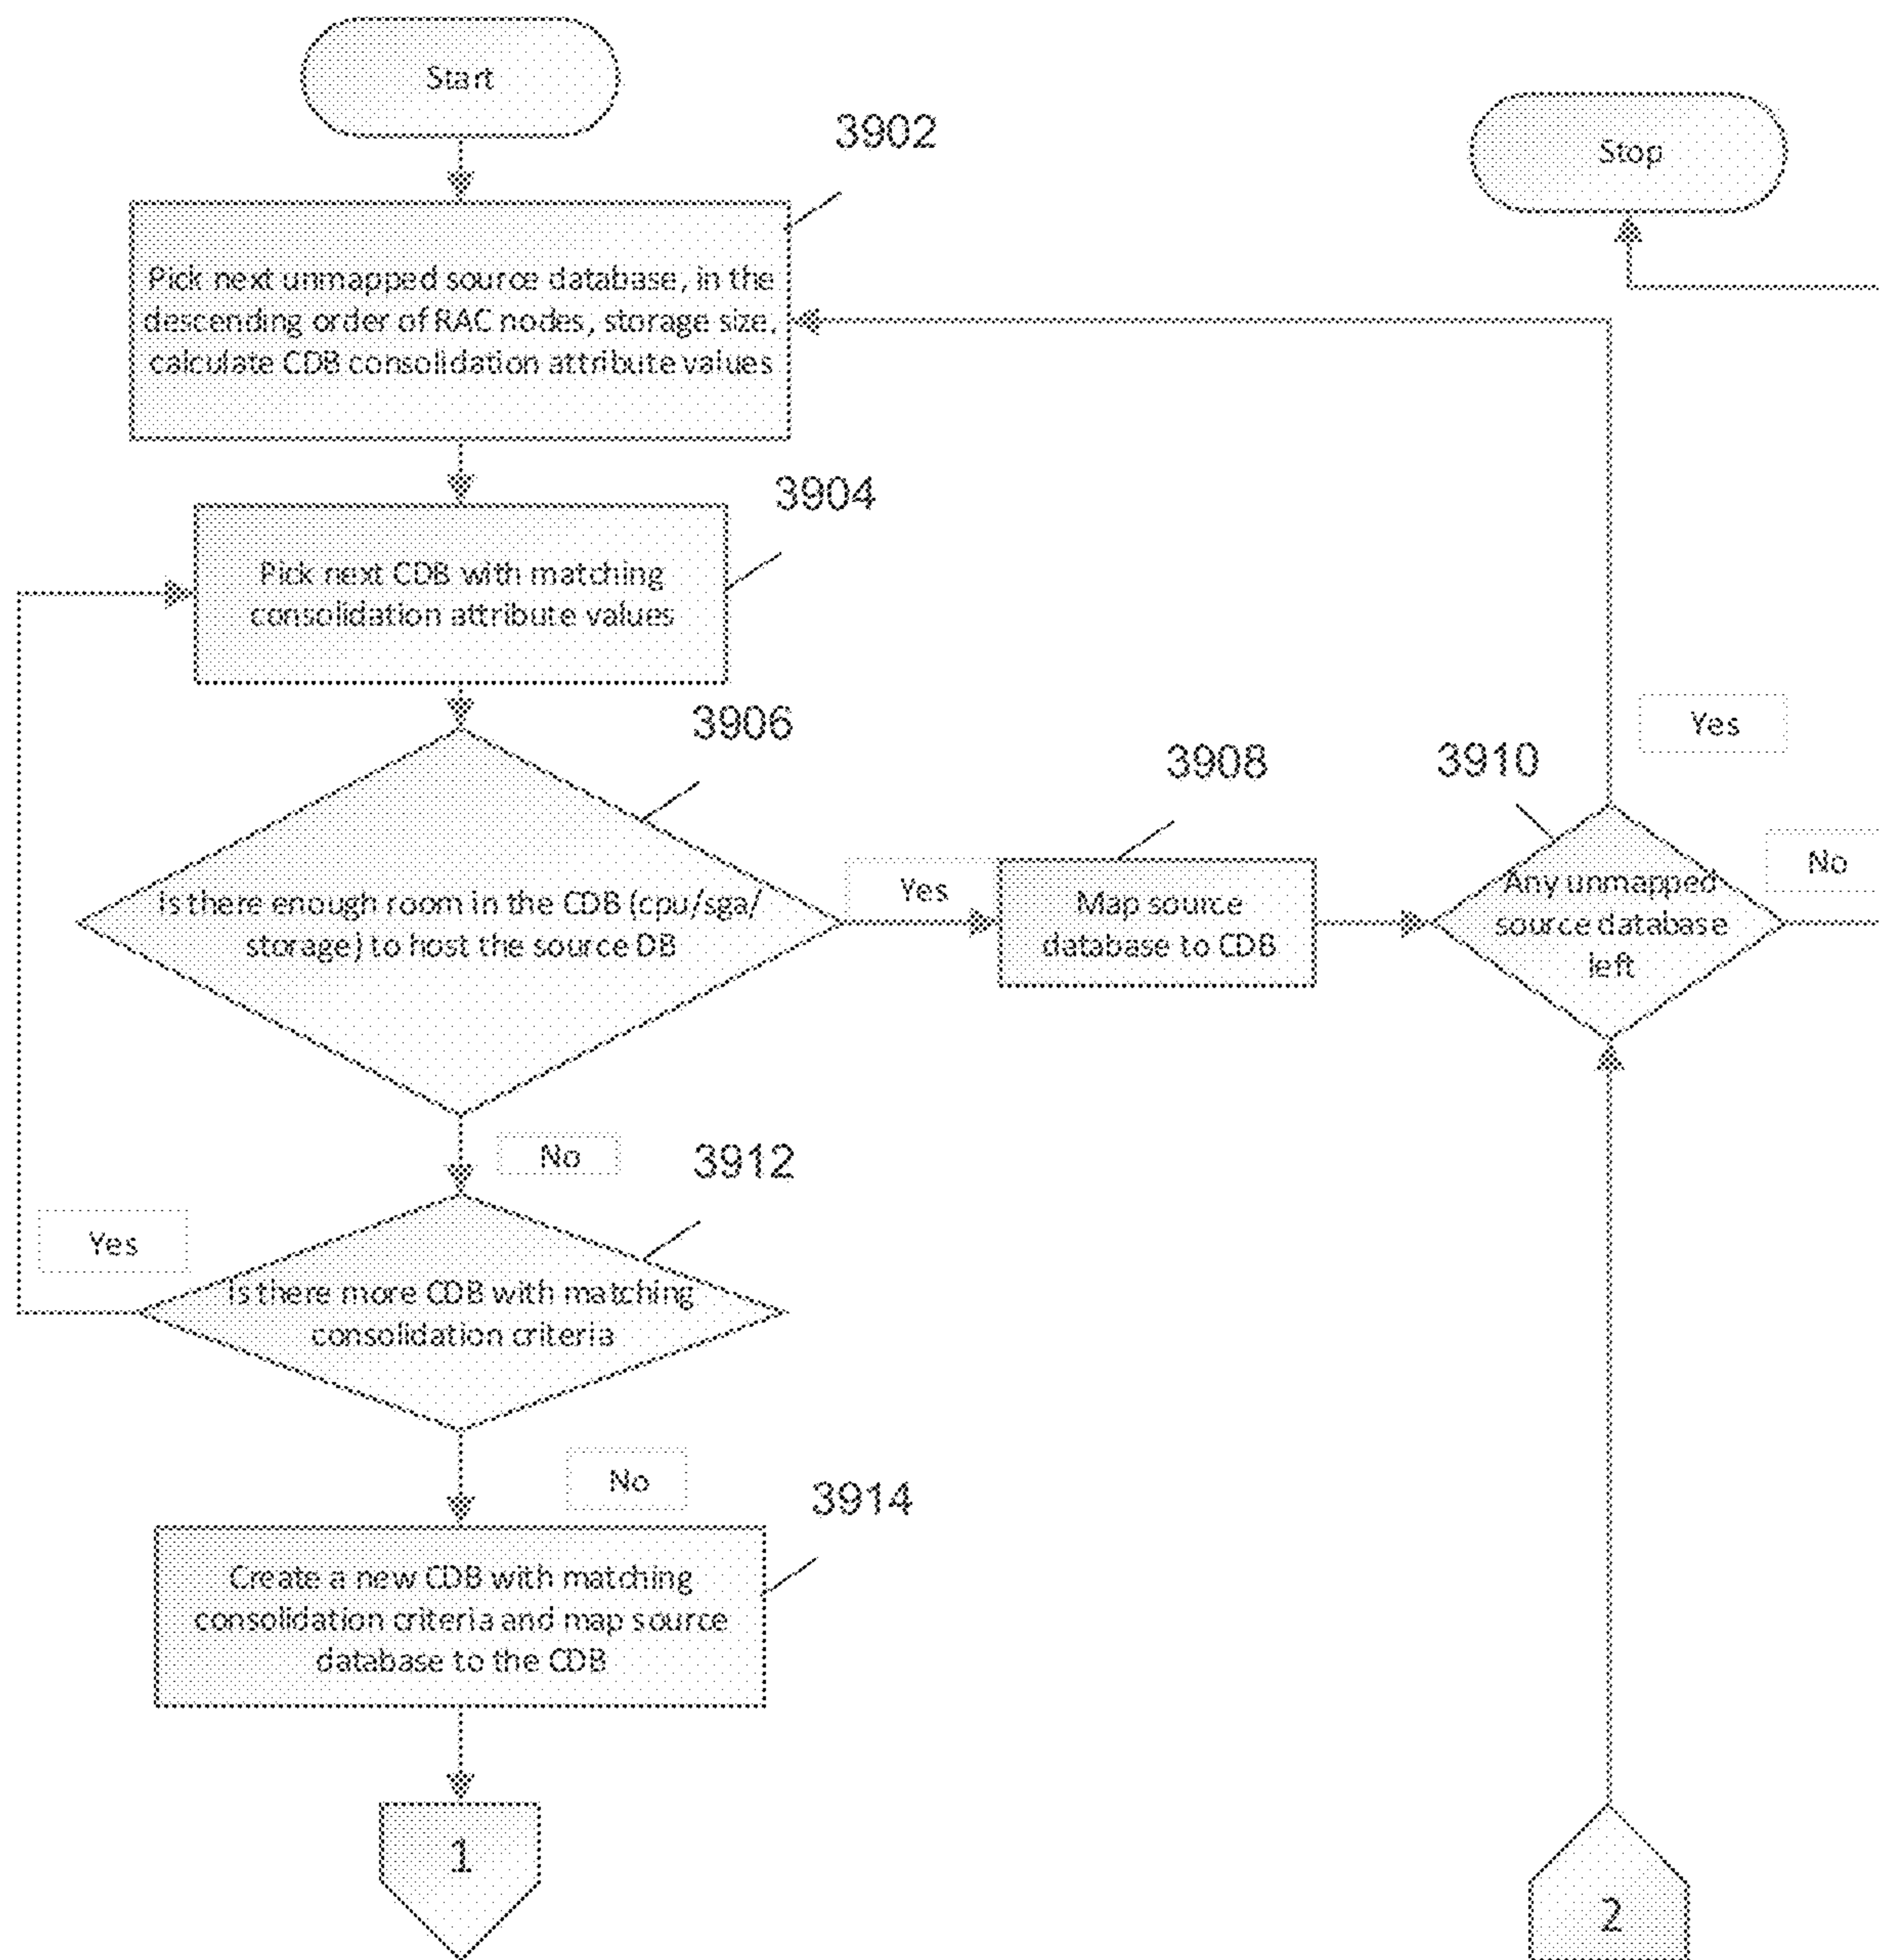 Start
3902
Stop
Pick next unmapped source database, in the
descending order of RAC nodes, storage size,
calculate CDB consolidation attribute values
3904
Pick next CDB with matching
consolidation attribute values
3906
Yes
3908
3910
No
Is there enough room in the CDB (cpu/sga/
storage) to host the source DB
Yes
Map source
database to CDB
Any unmapped
source database
left
No
3912
Yes
Is there more CDB with matching
consolidation criteria
No
3914
Create a new CDB with matching
consolidation criteria and map source
database to the CDB
1
2